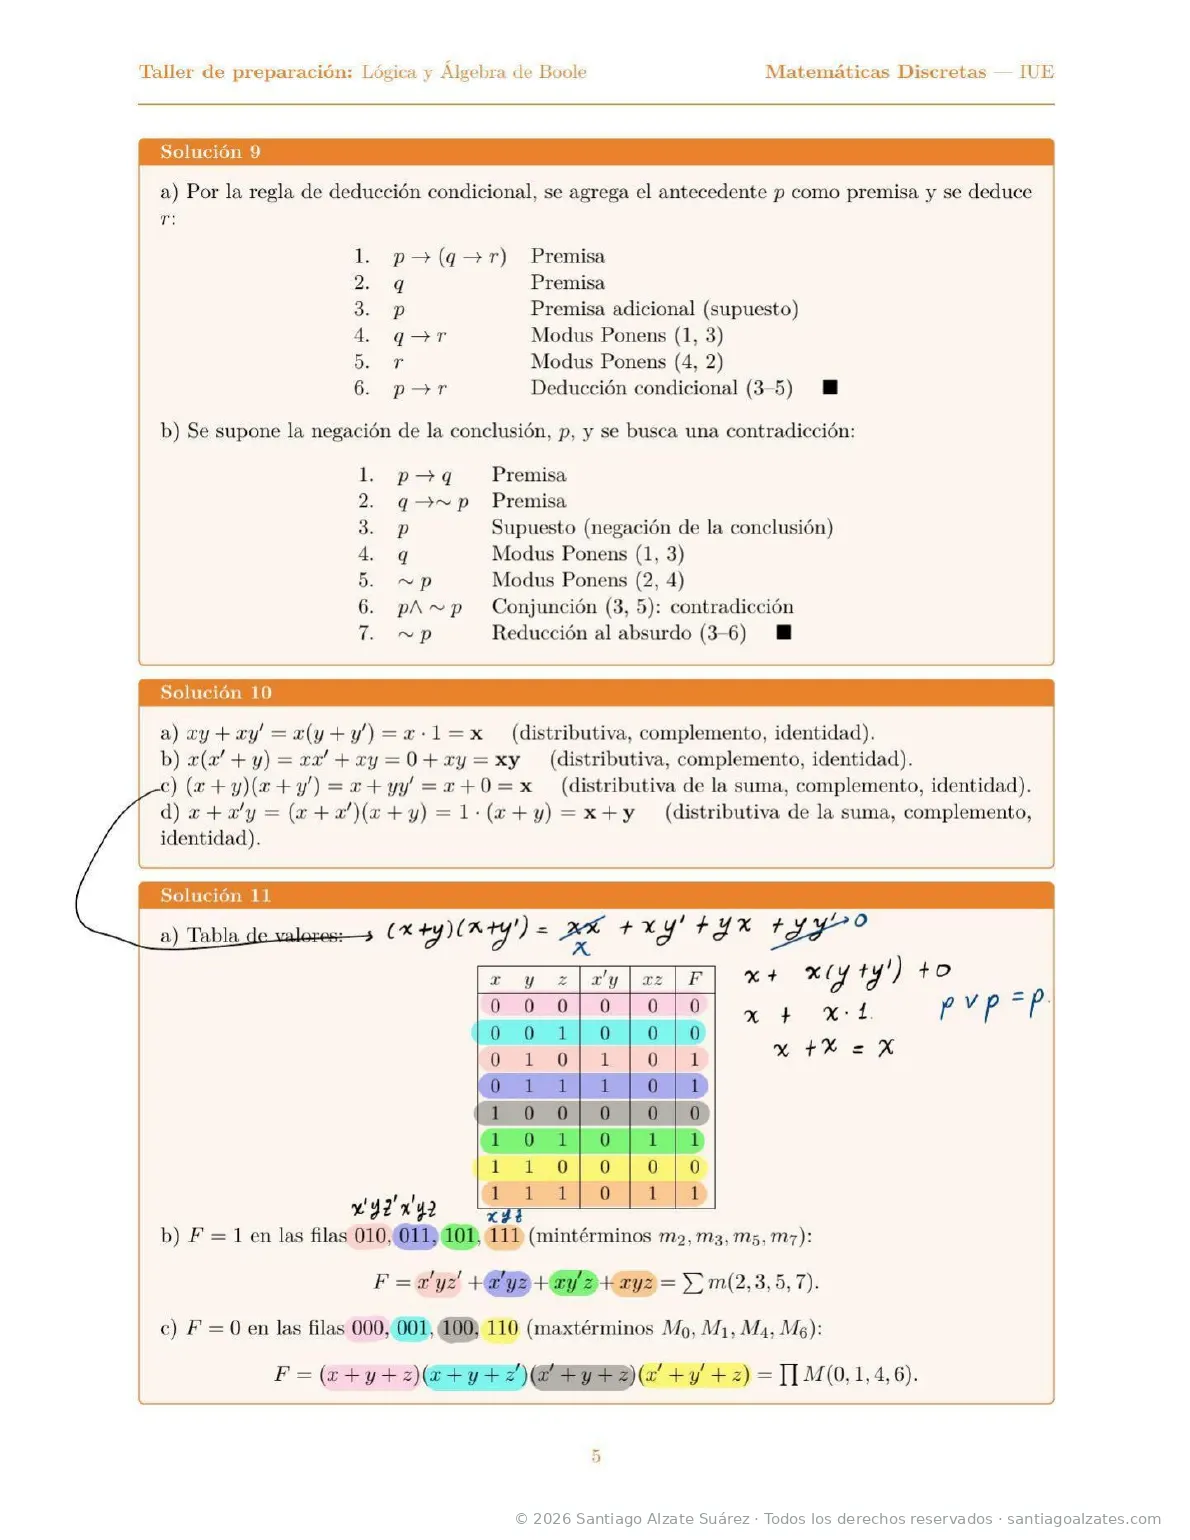 Taller de preparación: Lógica y Álgebra de Boole Matemáticas Discretas — IUE
Solución 9
a) Por la regla de deducción condicional, se agrega el antecedente p como premisa y se deduce
r:
1. p → (q → r) Premisa
2. q Premisa
3. p Premisa adicional (supuesto)
4. q → r Modus Ponens (1, 3)
5. r Modus Ponens (4, 2)
6. p → r Deducción condicional (3–5) ■
b) Se supone la negación de la conclusión, p, y se busca una contradicción:
1. p → q Premisa
2. q →∼ p Premisa
3. p Supuesto (negación de la conclusión)
4. q Modus Ponens (1, 3)
5. ∼ p Modus Ponens (2, 4)
6. p∧ ∼ p Conjunción (3, 5): contradicción
7. ∼ p Reducción al absurdo (3–6) ■
Solución 10
a) xy + xy′ = x(y + y′) = x · 1 = x (distributiva, complemento, identidad).
b) x(x′ + y) = xx′ + xy = 0 + xy = xy (distributiva, complemento, identidad).
c) (x + y)(x + y′) = x + yy′ = x + 0 = x (distributiva de la suma, complemento, identidad).
d) x + x′y = (x + x′)(x + y) = 1 · (x + y) = x + y (distributiva de la suma, complemento,
identidad).
Solución 11
a) Tabla de valores: → (x+y)(x+y′) = xx + xy′ + yx + yy′ → 0
x
x + x(y+y′) + 0
x + x·1.
p ∨ p = p.
x + x = x
x y z x′y xz F
0 0 0 0 0 0
0 0 1 0 0 0
0 1 0 1 0 1
0 1 1 1 0 1
1 0 0 0 0 0
1 0 1 0 1 1
1 1 0 0 0 0
1 1 1 0 1 1
x′yz′ x′yz xyz
b) F = 1 en las filas 010, 011, 101, 111 (mintérminos m₂, m₃, m₅, m₇):
F = x′yz′ + x′yz + xy′z + xyz = ∑ m(2, 3, 5, 7).
c) F = 0 en las filas 000, 001, 100, 110 (maxtérminos M₀, M₁, M₄, M₆):
F = (x + y + z)(x + y + z′)(x′ + y + z)(x′ + y′ + z) = ∏ M(0, 1, 4, 6).
5
© 2026 Santiago Alzate Suárez · Todos los derechos reservados · santiagoalzates.com